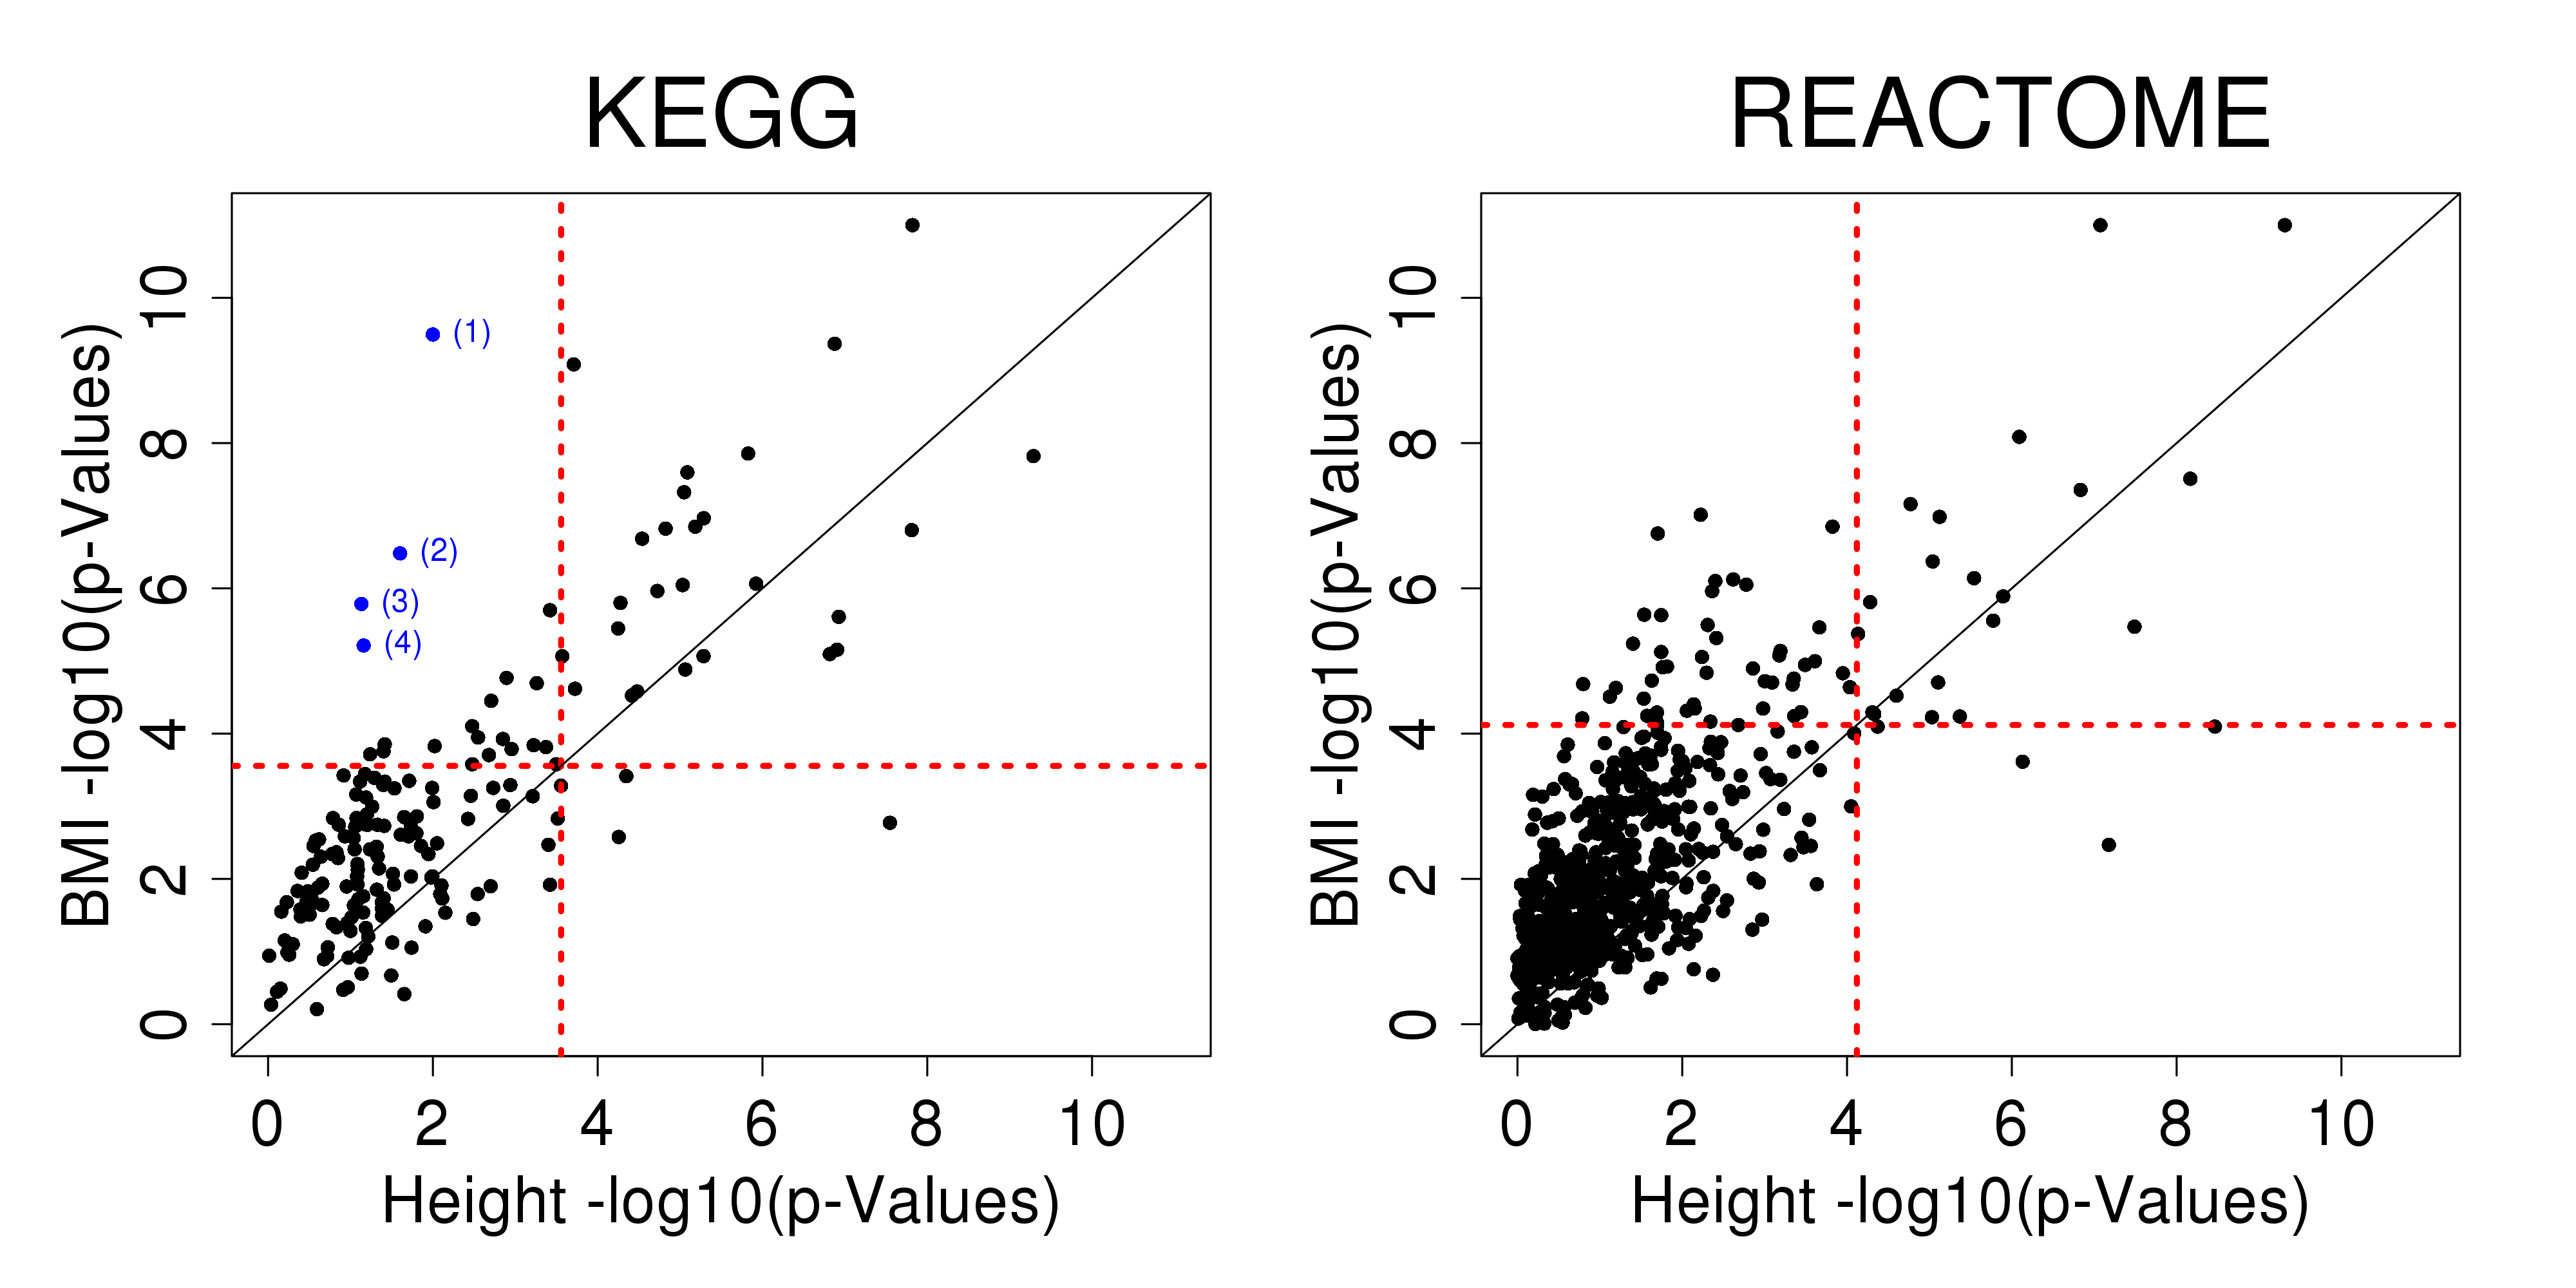 KEGG
BMI -log10(p-Values)
10
8
6
4
2
0
(1)
(2)
(3)
(4)
0 2 4 6 8 10
Height -log10(p-Values)
REACTOME
BMI -log10(p-Values)
10
8
6
4
2
0
0 2 4 6 8 10
Height -log10(p-Values)